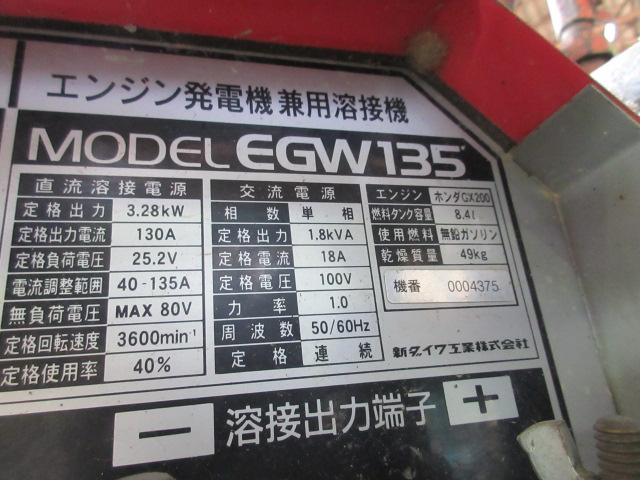 エンジン発電機兼用溶接機
MODEL EGW135
直流溶接電源
定格出力 3.28kW
定格出力電流 130A
定格負荷電圧 25.2V
電流調整範囲 40-135A
無負荷電圧 MAX 80V
定格回転速度 3600min⁻¹
定格使用率 40%
交流電源
相数 単相
定格出力 1.8kVA
定格電流 18A
定格電圧 100V
力率 1.0
周波数 50/60Hz
定格 連続
エンジン ホンダGX200
燃料タンク容量 8.4l
使用燃料 無鉛ガソリン
乾燥質量 49kg
機番 0004375
新ダイワ工業株式会社
− 溶接出力端子 +